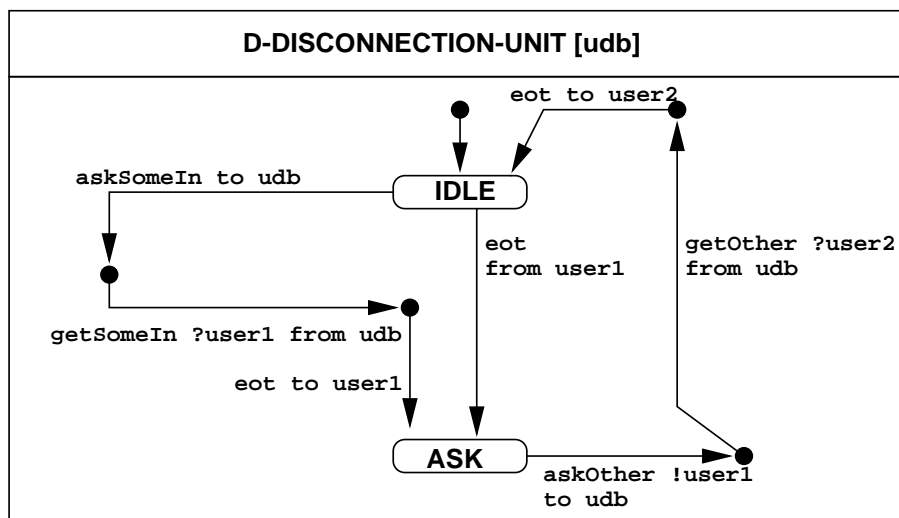 D-DISCONNECTION-UNIT [udb]
eot to user2
askSomeIn to udb
IDLE
eot
from user1
getOther ?user2
from udb
getSomeIn ?user1 from udb
eot to user1
ASK
askOther !user1
to udb